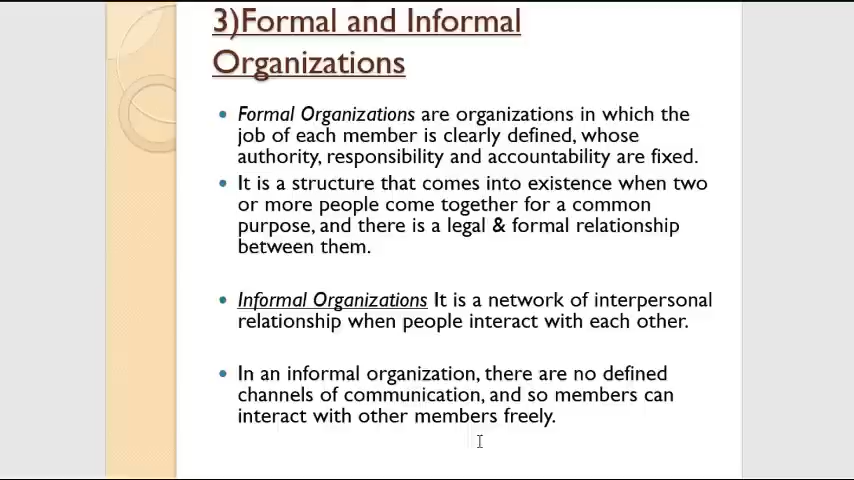 3)Formal and Informal
Organizations
• Formal Organizations are organizations in which the
job of each member is clearly defined, whose
authority, responsibility and accountability are fixed.
• It is a structure that comes into existence when two
or more people come together for a common
purpose, and there is a legal & formal relationship
between them.
• Informal Organizations It is a network of interpersonal
relationship when people interact with each other.
• In an informal organization, there are no defined
channels of communication, and so members can
interact with other members freely.